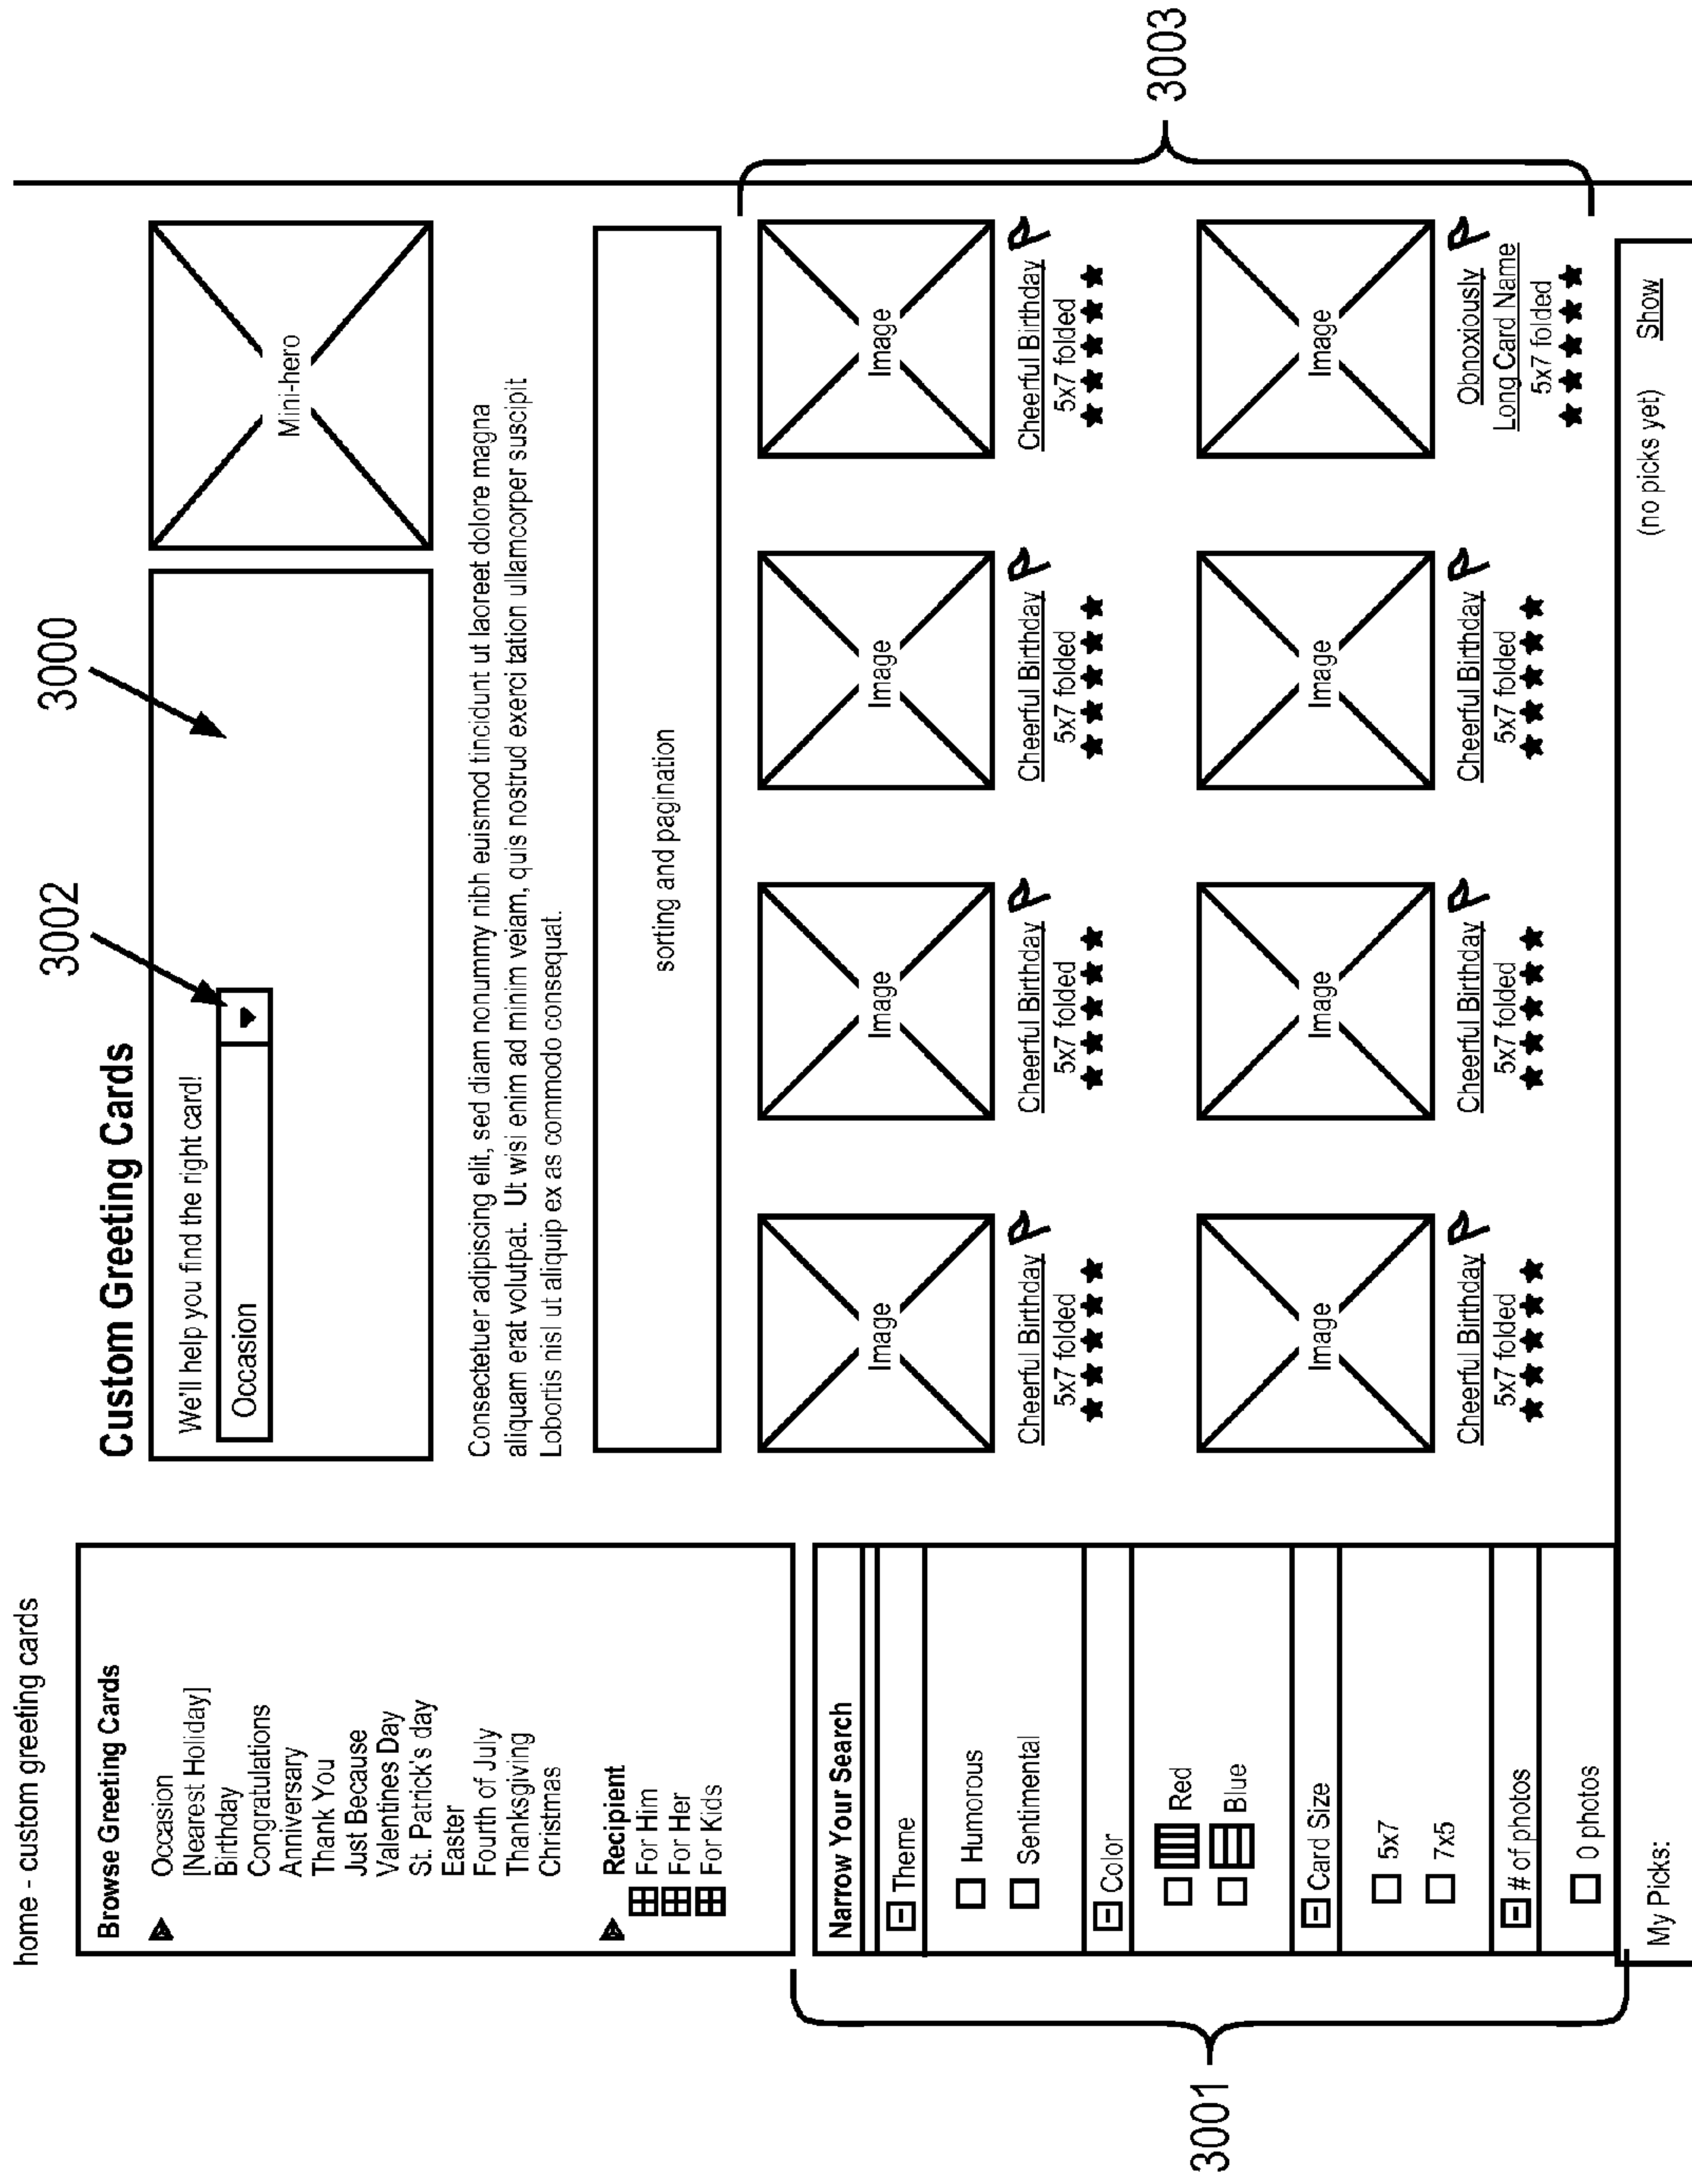 home - custom greeting cards
Browse Greeting Cards
Occasion
[Nearest Holiday]
Birthday
Congratulations
Anniversary
Thank You
Just Because
Valentines Day
St. Patrick's day
Easter
Fourth of July
Thanksgiving
Christmas
Recipient
For Him
For Her
For Kids
3001
Narrow Your Search
Theme
Humorous
Sentimental
Color
Red
Blue
Card Size
5x7
7x5
# of photos
0 photos
3002
3000
Custom Greeting Cards
We'll help you find the right card!
Occasion
Mini-hero
Consectetuer adipiscing elit, sed diam nonummy nibh euismod tincidunt ut laoreet dolore magna
aliquam erat volutpat. Ut wisi enim ad minim veiam, quis nostrud exerci tation ullamcorper suscipit
Lobortis nisl ut aliquip ex as commodo consequat.
sorting and pagination
3003
Image
Cheerful Birthday
5x7 folded
Image
Cheerful Birthday
5x7 folded
Image
Cheerful Birthday
5x7 folded
Image
Cheerful Birthday
5x7 folded
Image
Cheerful Birthday
5x7 folded
Image
Cheerful Birthday
5x7 folded
Image
Cheerful Birthday
5x7 folded
Image
Obnoxiously
Long Card Name
5x7 folded
My Picks:
(no picks yet)
Show